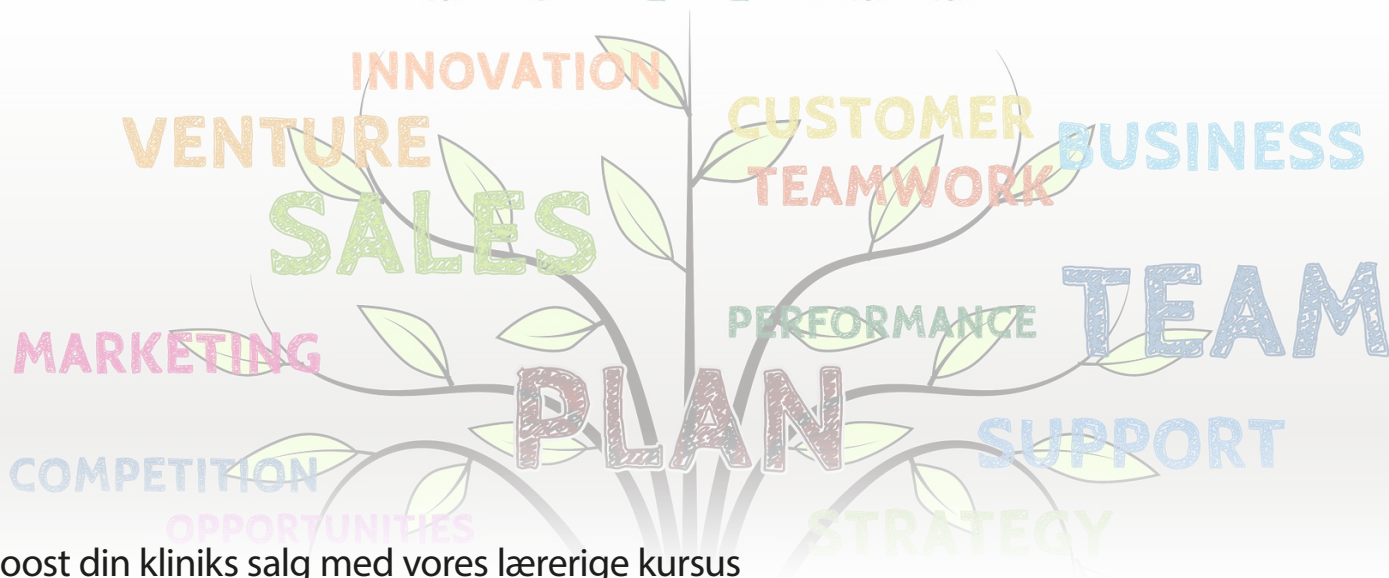 INNOVATION
CUSTOMER
VENTURE
BUSINESS
TEAMWORK
SALES
TEAM
PERFORMANCE
MARKETING
PLAN
SUPPORT
COMPETITION
OPPORTUNITIES
STRATEGY
oost din kliniks salg med vores lærerige kursus